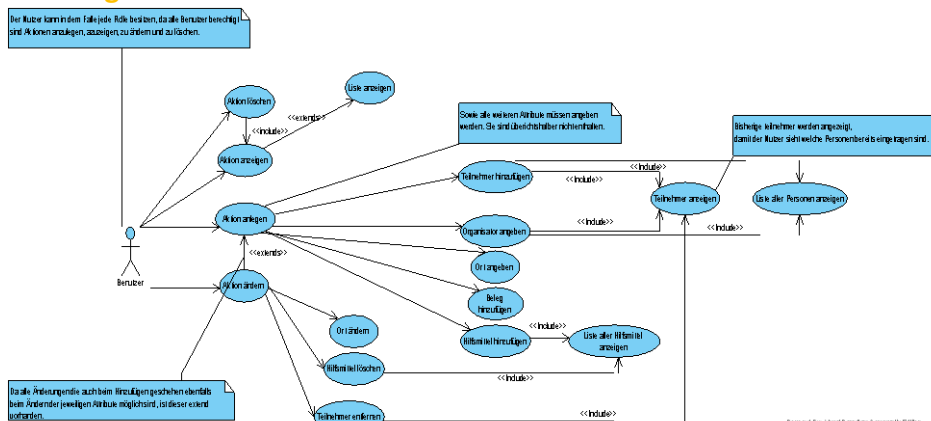 Der Nutzer kann in dem Falle jede Rolle besitzen, da alle Benutzer berechtigt
sind Aktionen anzulegen, azuzeigen, zu ändern und zu löschen.
Liste anzeigen
Aktion löschen
<<extends>>
<<include>>
Aktion anzeigen
Sowie alle weiteren Attribute müssen angeben
werden. Sie sind übersichtshalber nicht enthalten.
Bisherige teilnehmer werden angezeigt,
damit der Nutzer sieht welche Personen bereits eingetragen sind.
Teilnehmer hinzufügen
<<Include>>
<<Include>>
Teilnehmer anzeigen
Liste aller Personen anzeigen
Aktion anlegen
Organisator angeben
<<Include>>
<<Include>>
<<extends>>
Ort angeben
Benutzer
Aktion ändern
Beleg
hinzufügen
Ort ändern
Hilfsmittel hinzufügen
<<Include>>
Liste aller Hilfsmittel
anzeigen
Hilfsmittel löschen
<<Include>>
Da alle Änderungen die auch beim Hinzufügen geschehen ebenfalls
beim Ändern der jeweiligen Attribute möglich sind, ist dieser extend
vorhanden.
Teilnehmer entfernen
<<Include>>